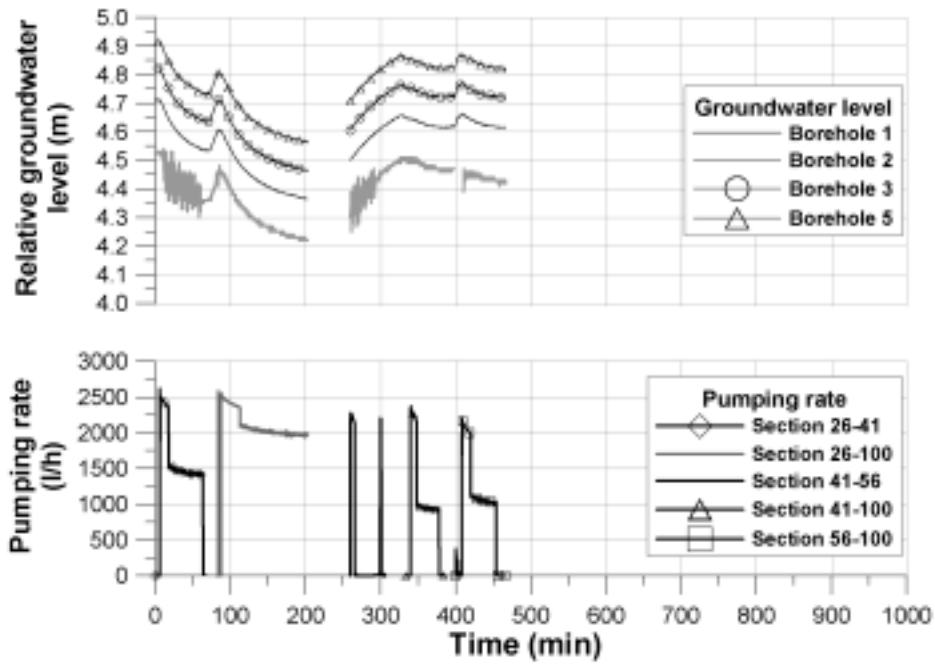 Relative groundwater
level (m)
5.0
4.9
4.8
4.7
4.6
4.5
4.4
4.3
4.2
4.1
4.0
Groundwater level
Borehole 1
Borehole 2
Borehole 3
Borehole 5
Pumping rate
(l/h)
3000
2500
2000
1500
1000
500
0
Pumping rate
Section 26-41
Section 26-100
Section 41-56
Section 41-100
Section 56-100
0 100 200 300 400 500 600 700 800 900 1000
Time (min)